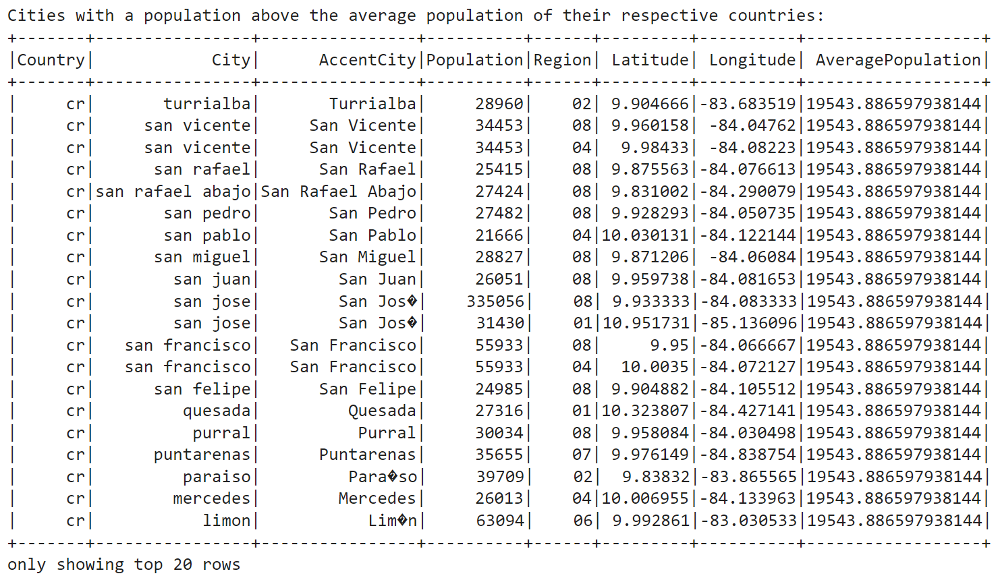 Cities with a population above the average population of their respective countries:
+-------+----------------+----------------+----------+------+---------+----------+------------------+
|Country|            City|      AccentCity|Population|Region| Latitude| Longitude| AveragePopulation|
+-------+----------------+----------------+----------+------+---------+----------+------------------+
|     cr|       turrialba|       Turrialba|     28960|    02| 9.904666|-83.683519|19543.886597938144|
|     cr|     san vicente|     San Vicente|     34453|    08| 9.960158| -84.04762|19543.886597938144|
|     cr|     san vicente|     San Vicente|     34453|    04|  9.98433| -84.08223|19543.886597938144|
|     cr|      san rafael|      San Rafael|     25415|    08| 9.875563|-84.076613|19543.886597938144|
|     cr|san rafael abajo|San Rafael Abajo|     27424|    08| 9.831002|-84.290079|19543.886597938144|
|     cr|       san pedro|       San Pedro|     27482|    08| 9.928293|-84.050735|19543.886597938144|
|     cr|       san pablo|       San Pablo|     21666|    04|10.030131|-84.122144|19543.886597938144|
|     cr|      san miguel|      San Miguel|     28827|    08| 9.871206| -84.06084|19543.886597938144|
|     cr|        san juan|        San Juan|     26051|    08| 9.959738|-84.081653|19543.886597938144|
|     cr|        san jose|        San Jos�|    335056|    08| 9.933333|-84.083333|19543.886597938144|
|     cr|        san jose|        San Jos�|     31430|    01|10.951731|-85.136096|19543.886597938144|
|     cr|   san francisco|   San Francisco|     55933|    08|     9.95|-84.066667|19543.886597938144|
|     cr|   san francisco|   San Francisco|     55933|    04|  10.0035|-84.072127|19543.886597938144|
|     cr|      san felipe|      San Felipe|     24985|    08| 9.904882|-84.105512|19543.886597938144|
|     cr|         quesada|         Quesada|     27316|    01|10.323807|-84.427141|19543.886597938144|
|     cr|          purral|          Purral|     30034|    08| 9.958084|-84.030498|19543.886597938144|
|     cr|      puntarenas|      Puntarenas|     35655|    07| 9.976149|-84.838754|19543.886597938144|
|     cr|         paraiso|         Para�so|     39709|    02|  9.83832|-83.865565|19543.886597938144|
|     cr|        mercedes|        Mercedes|     26013|    04|10.006955|-84.133963|19543.886597938144|
|     cr|           limon|           Lim�n|     63094|    06| 9.992861|-83.030533|19543.886597938144|
+-------+----------------+----------------+----------+------+---------+----------+------------------+
only showing top 20 rows